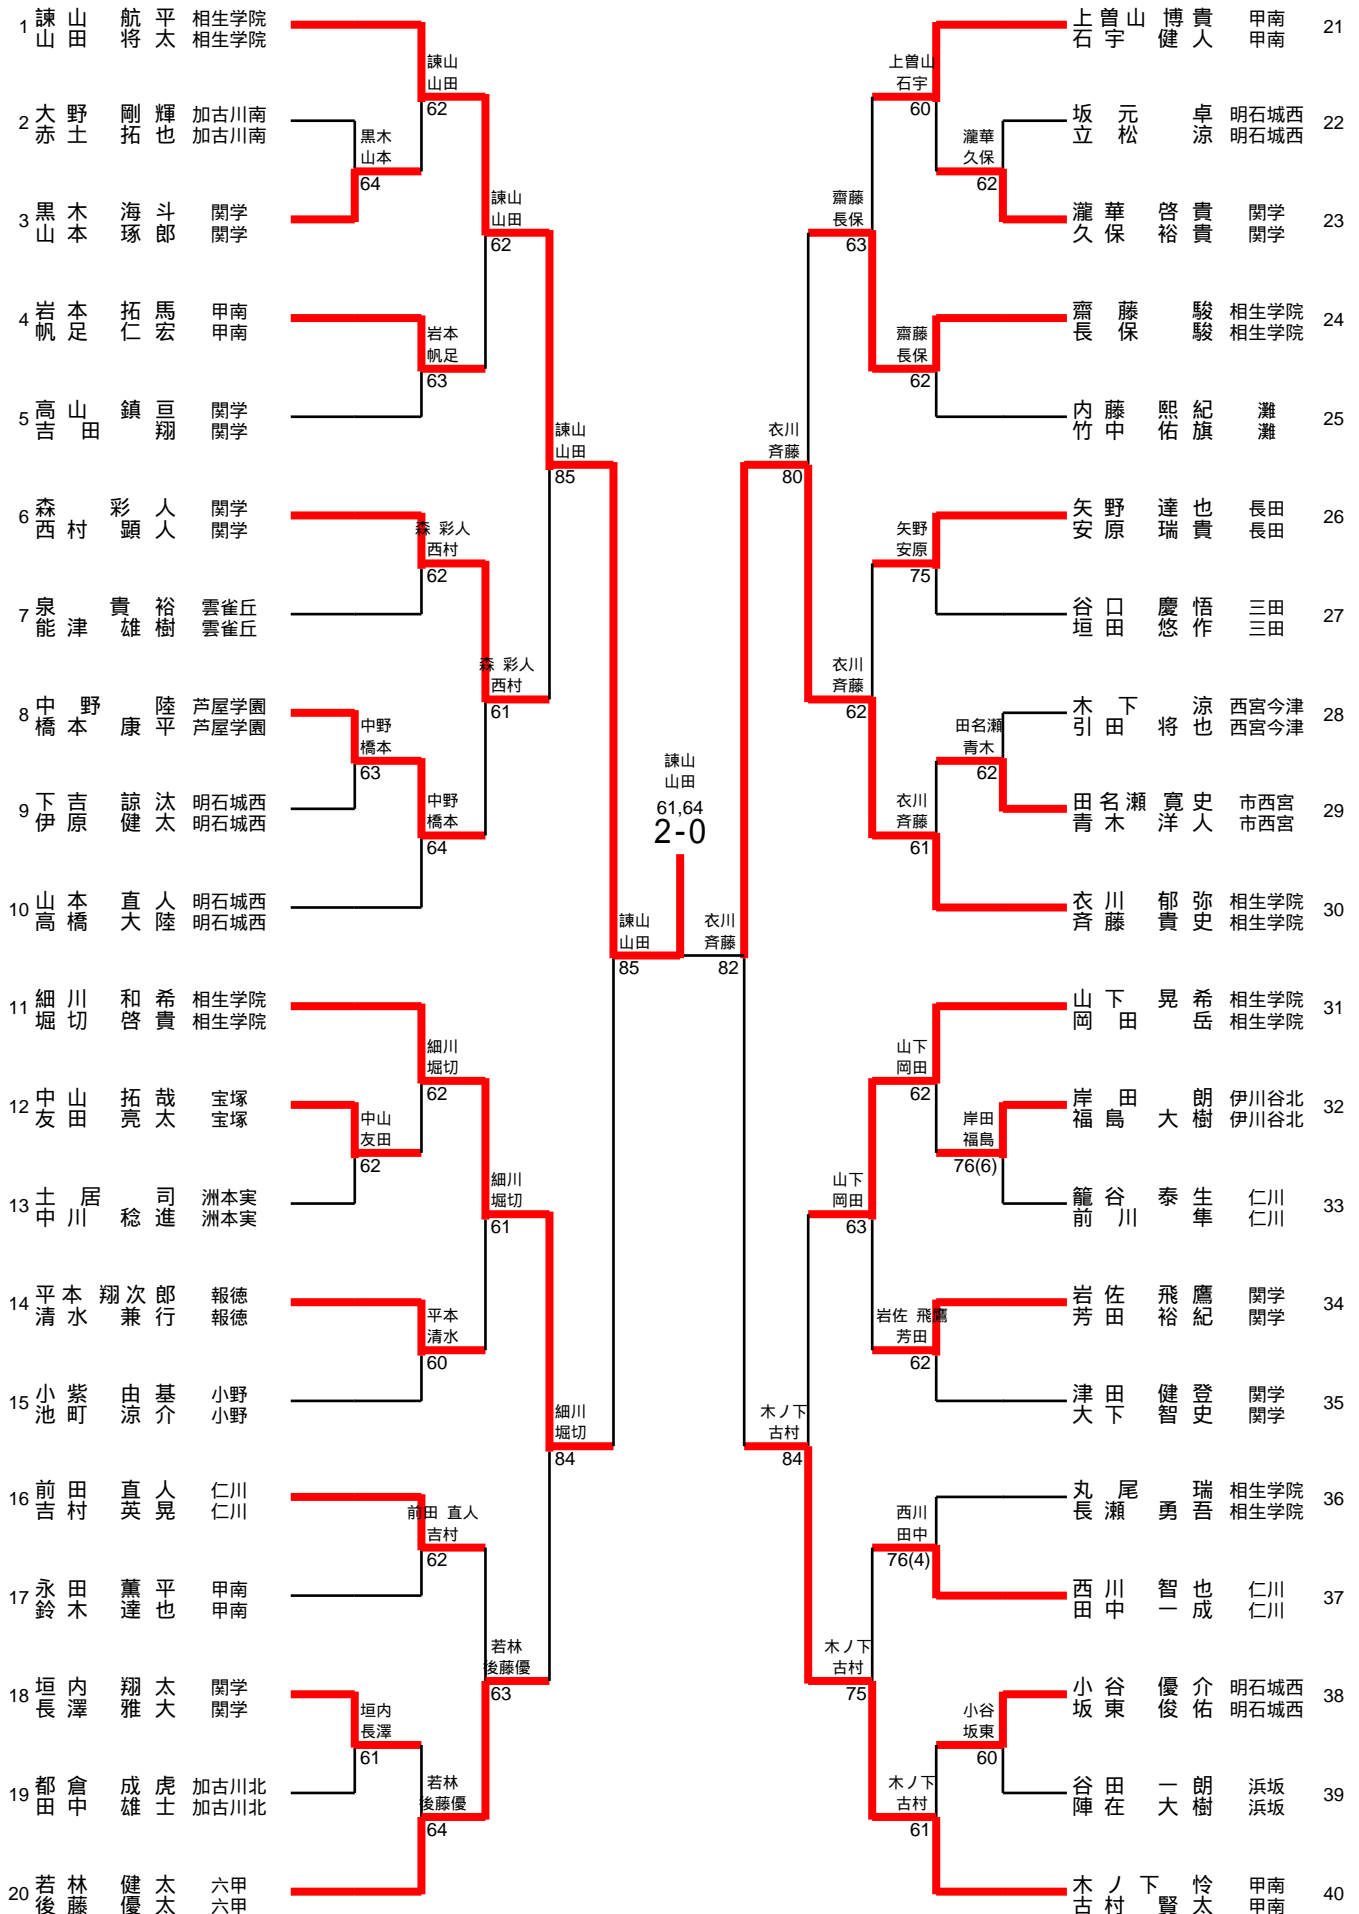 1 諫山 航平 相生学院
山田 将太 相生学院
2 大野 剛輝 加古川南
赤土 拓也 加古川南
3 黒木 海斗 関学
山本 琢郎 関学
4 岩本 拓馬 甲南
帆足 仁宏 甲南
5 高山 鎮亘 関学
吉田 翔 関学
6 森 彩人 関学
西村 顕人 関学
7 泉 貴裕 雲雀丘
能津 雄樹 雲雀丘
8 中野 陸 芦屋学園
橋本 康平 芦屋学園
9 下吉 諒汰 明石城西
伊原 健太 明石城西
10 山本 直人 明石城西
高橋 大陸 明石城西
11 細川 和希 相生学院
堀切 啓貴 相生学院
12 中山 拓哉 宝塚
友田 亮太 宝塚
13 土居 司 洲本実
中川 稔進 洲本実
14 平本 翔次郎 報徳
清水 兼行 報徳
15 小紫 由基 小野
池町 涼介 小野
16 前田 直人 仁川
吉村 英晃 仁川
17 永田 薫平 甲南
鈴木 達也 甲南
18 垣内 翔太 関学
長澤 雅大 関学
19 都倉 成虎 加古川北
田中 雄士 加古川北
20 若林 健太 六甲
後藤 優太 六甲
黒木
山本
64
中野
橋本
63
中山
友田
62
垣内
長澤
61
諫山
山田
62
岩本
帆足
63
森 彩人
西村
62
中野
橋本
64
細川
堀切
62
平本
清水
60
前田 直人
吉村
62
若林
後藤優
64
諫山
山田
62
森 彩人
西村
61
細川
堀切
61
若林
後藤優
63
諫山
山田
85
細川
堀切
84
諫山
山田
85
諫山
山田
61,64
2-0
衣川
斉藤
82
衣川
斉藤
80
木ノ下
古村
84
齋藤
長保
63
衣川
斉藤
62
山下
岡田
63
木ノ下
古村
75
上曽山
石宇
60
齋藤
長保
62
矢野
安原
75
衣川
斉藤
61
山下
岡田
62
岩佐 飛鷹
芳田
62
西川
田中
76(4)
木ノ下
古村
61
瀧華
久保
62
田名瀬
青木
62
岸田
福島
76(6)
小谷
坂東
60
上曽山 博貴 甲南 21
石宇 健人 甲南
坂元 卓 明石城西 22
立松 涼 明石城西
瀧華 啓貴 関学 23
久保 裕貴 関学
齋藤 駿 相生学院 24
長保 駿 相生学院
内藤 熙紀 灘 25
竹中 佑旗 灘
矢野 達也 長田 26
安原 瑞貴 長田
谷口 慶悟 三田 27
垣田 悠作 三田
木下 涼 西宮今津 28
引田 将也 西宮今津
田名瀬 寛史 市西宮 29
青木 洋人 市西宮
衣川 郁弥 相生学院 30
斉藤 貴史 相生学院
山下 晃希 相生学院 31
岡田 岳 相生学院
岸田 朗 伊川谷北 32
福島 大樹 伊川谷北
籠谷 泰生 仁川 33
前川 隼 仁川
岩佐 飛鷹 関学 34
芳田 裕紀 関学
津田 健登 関学 35
大下 智史 関学
丸尾 瑞 相生学院 36
長瀬 勇吾 相生学院
西川 智也 仁川 37
田中 一成 仁川
小谷 優介 明石城西 38
坂東 俊佑 明石城西
谷田 一朗 浜坂 39
陣在 大樹 浜坂
木ノ下 怜 甲南 40
古村 賢太 甲南